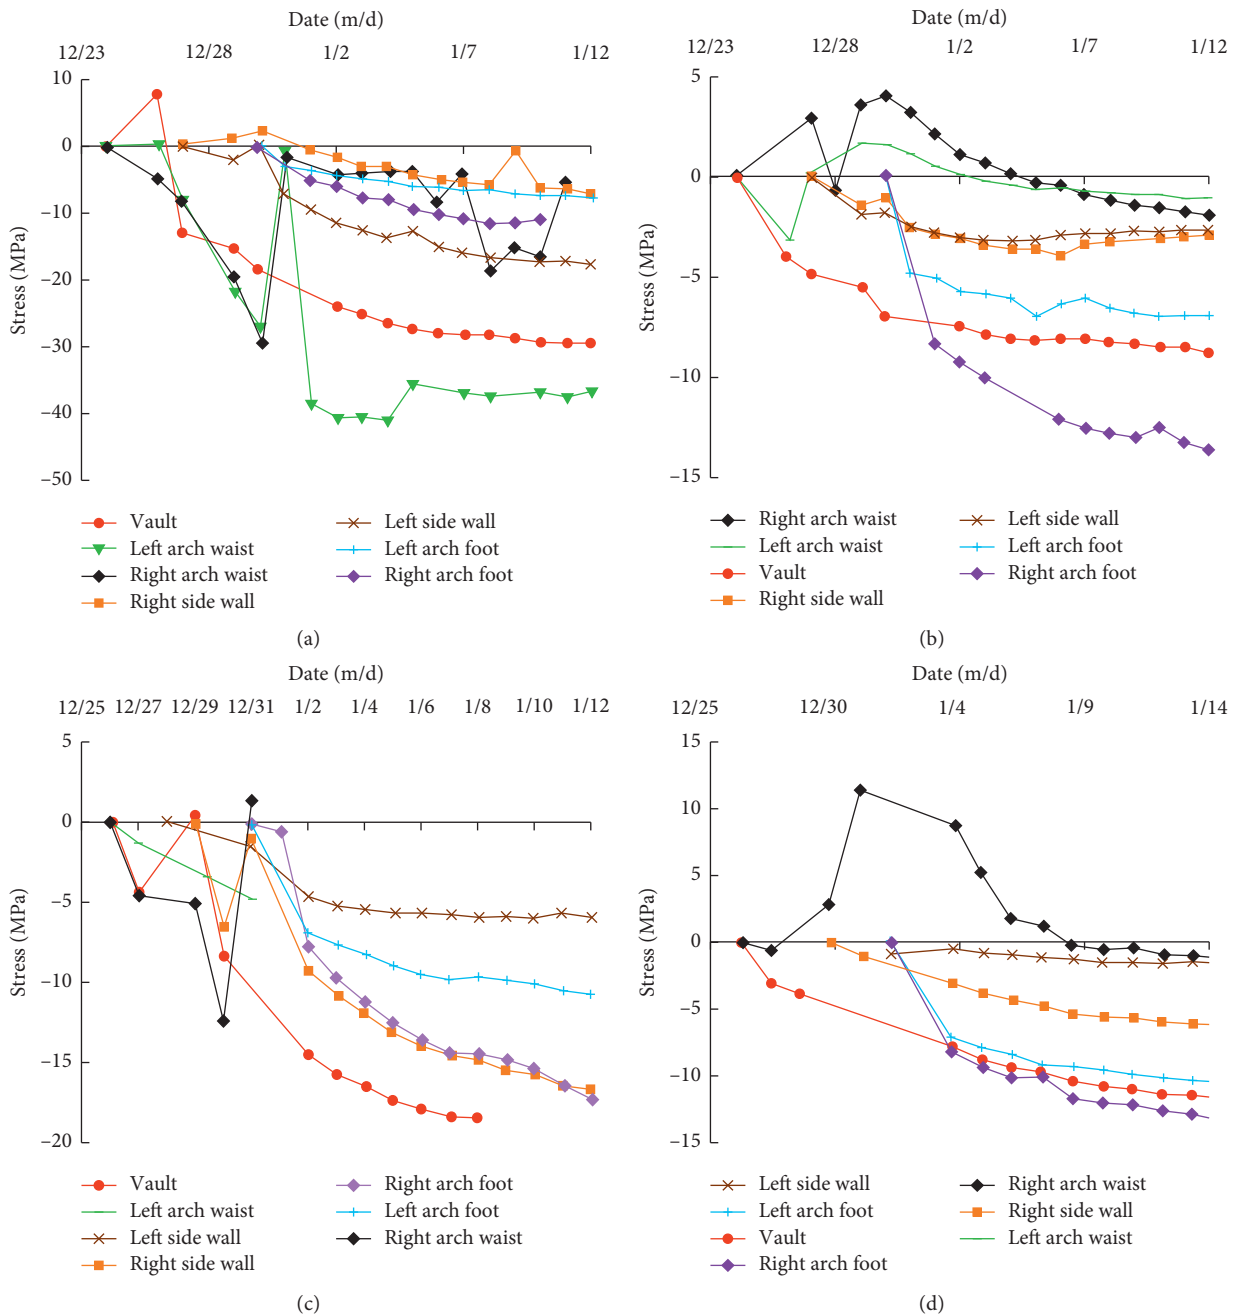 Date (m/d)
12/23 12/28 1/2 1/7 1/12
10
0
–10
–20
–30
–40
–50
Stress (MPa)
Vault
Left arch waist
Right arch waist
Right side wall
Left side wall
Left arch foot
Right arch foot
(a)
Date (m/d)
12/23 12/28 1/2 1/7 1/12
5
0
–5
–10
–15
Stress (MPa)
Right arch waist
Left arch waist
Vault
Right side wall
Left side wall
Left arch foot
Right arch foot
(b)
Date (m/d)
12/25 12/27 12/29 12/31 1/2 1/4 1/6 1/8 1/10 1/12
5
0
–5
–10
–15
–20
Stress (MPa)
Vault
Left arch waist
Left side wall
Right side wall
Right arch foot
Left arch foot
Right arch waist
(c)
Date (m/d)
12/25 12/30 1/4 1/9 1/14
15
10
5
0
–5
–10
–15
Stress (MPa)
Left side wall
Left arch foot
Vault
Right arch foot
Right arch waist
Right side wall
Left arch waist
(d)